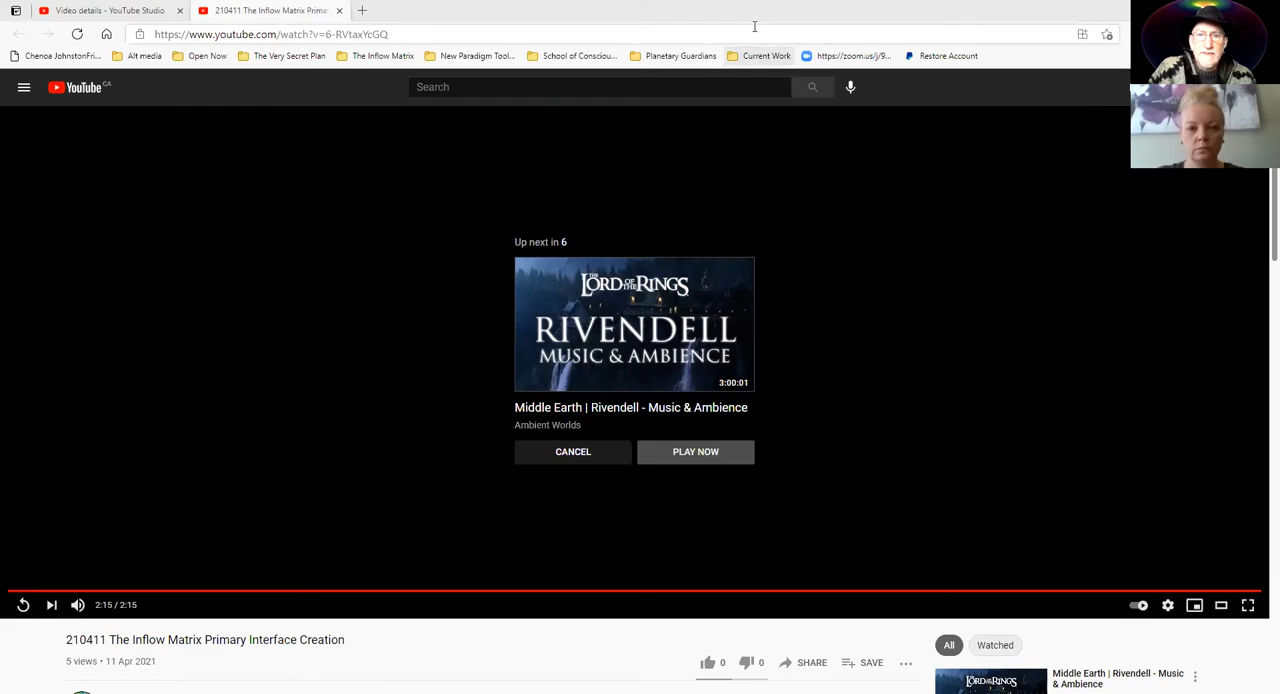 Video details - YouTube Studio
210411 The Inflow Matrix Prima
https://www.youtube.com/watch?v=6-RVtaxYcGQ
Chenoa JohnstonFri...
Alt media
Open Now
The Very Secret Plan
The Inflow Matrix
New Paradigm Tool...
School of Consciou...
Planetary Guardians
Current Work
https://zoom.us/j/9...
Restore Account
YouTube CA
Search
Up next in 6
THE LORD OF THE RINGS
RIVENDELL
MUSIC & AMBIENCE
3:00:01
Middle Earth | Rivendell - Music & Ambience
Ambient Worlds
CANCEL
PLAY NOW
2:15 / 2:15
210411 The Inflow Matrix Primary Interface Creation
5 views • 11 Apr 2021
0
0
SHARE
SAVE
All
Watched
LORD OF THE RINGS
Middle Earth | Rivendell - Music
& Ambience